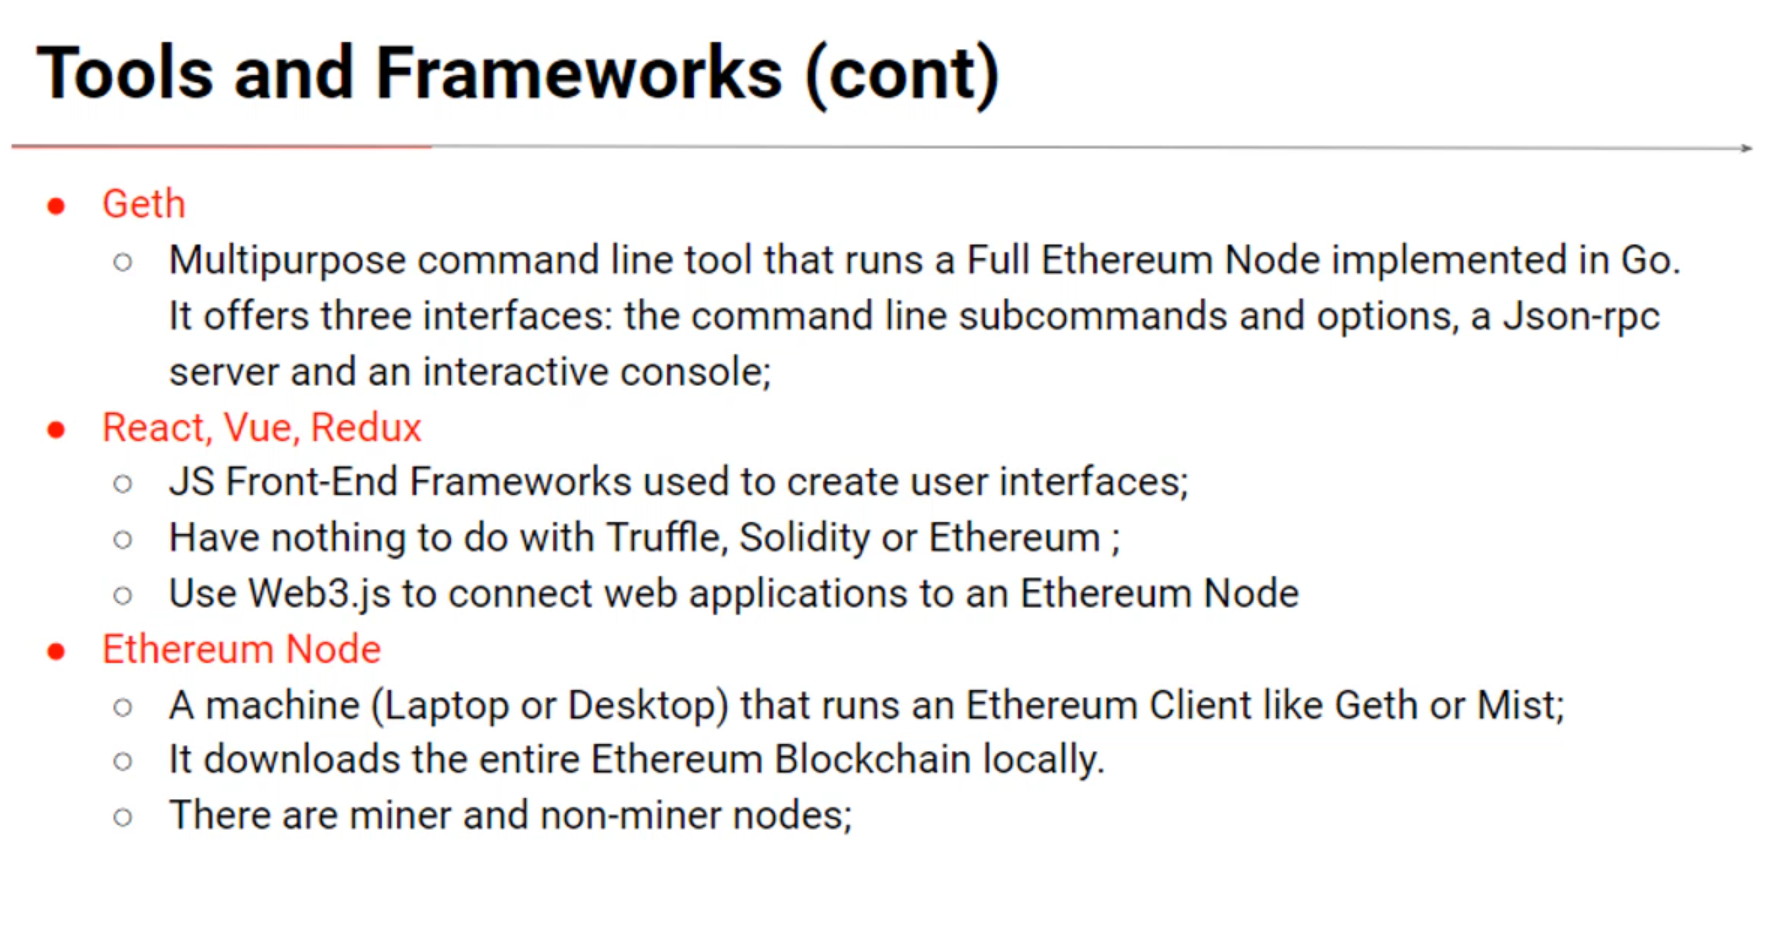 Tools and Frameworks (cont)
● Geth
○ Multipurpose command line tool that runs a Full Ethereum Node implemented in Go.
It offers three interfaces: the command line subcommands and options, a Json-rpc
server and an interactive console;
● React, Vue, Redux
○ JS Front-End Frameworks used to create user interfaces;
○ Have nothing to do with Truffle, Solidity or Ethereum ;
○ Use Web3.js to connect web applications to an Ethereum Node
● Ethereum Node
○ A machine (Laptop or Desktop) that runs an Ethereum Client like Geth or Mist;
○ It downloads the entire Ethereum Blockchain locally.
○ There are miner and non-miner nodes;